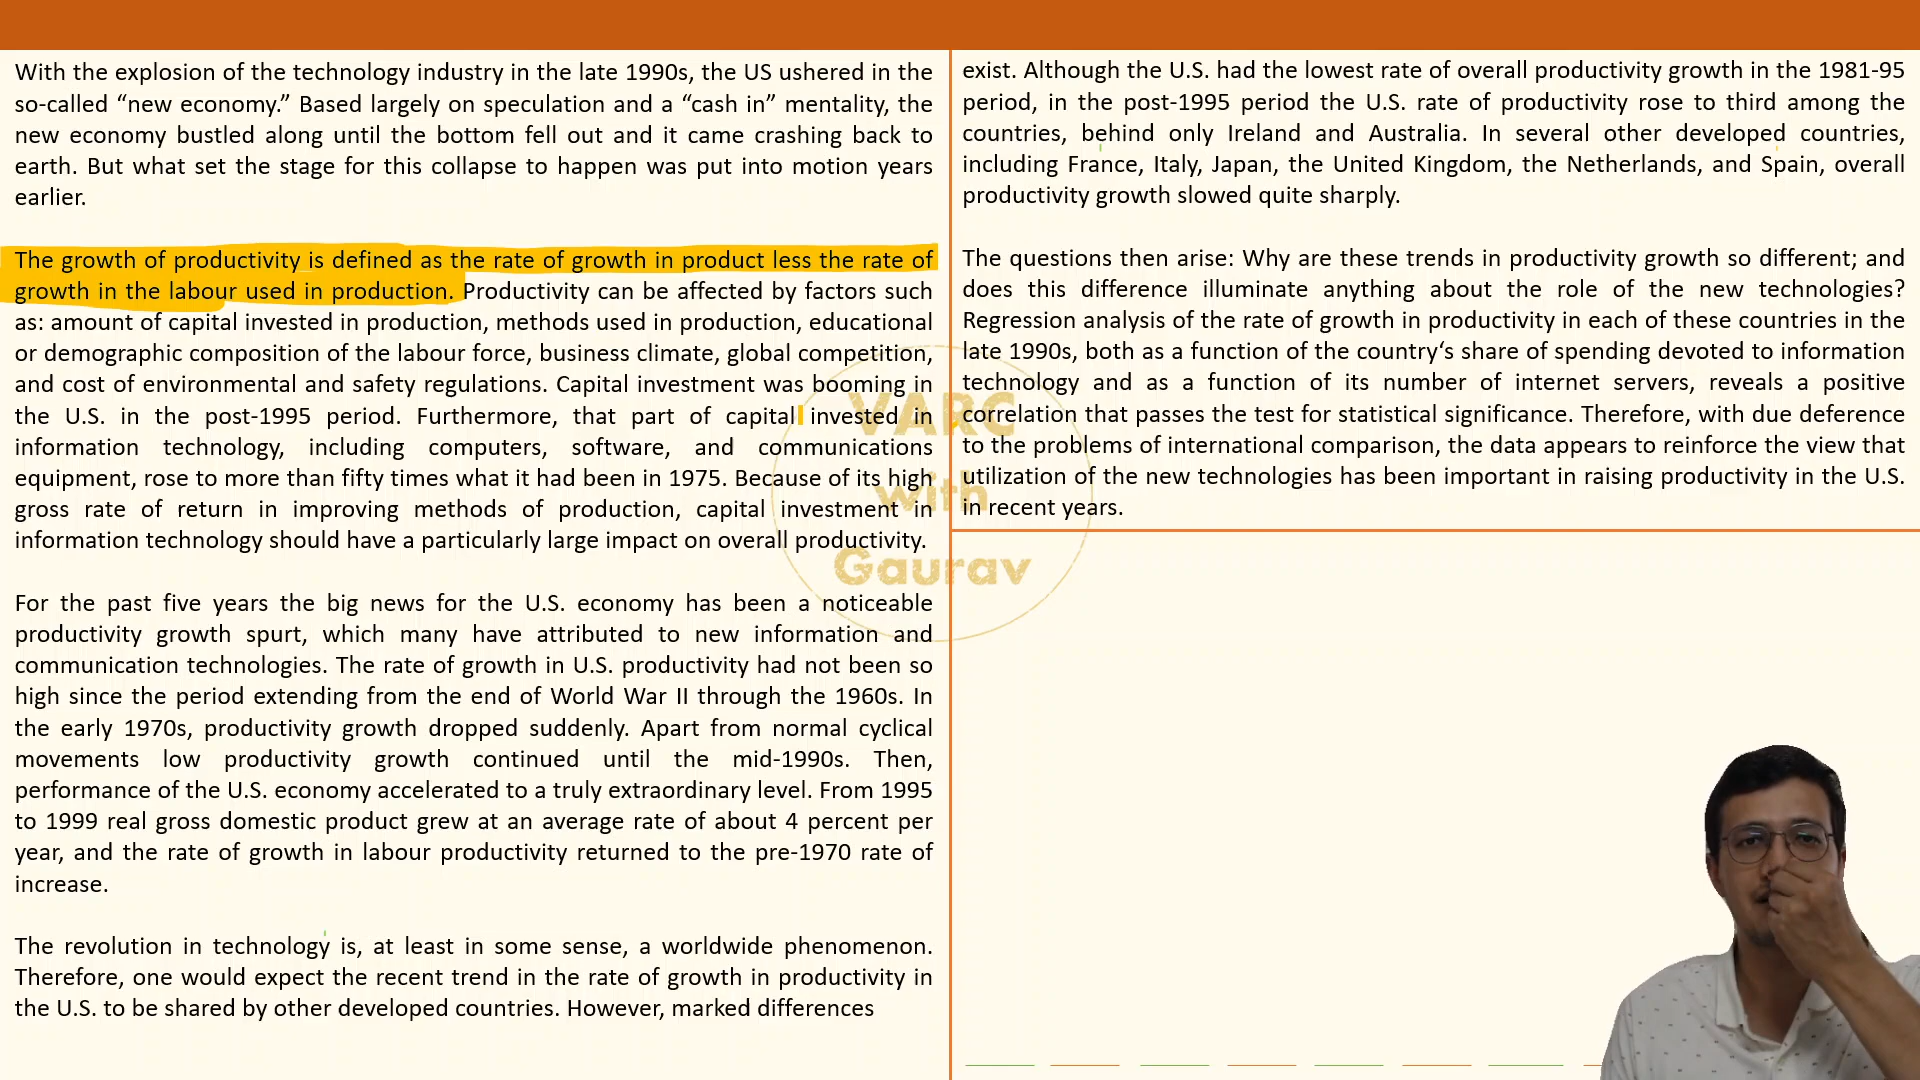 With the explosion of the technology industry in the late 1990s, the US ushered in the
so-called “new economy.” Based largely on speculation and a “cash in” mentality, the
new economy bustled along until the bottom fell out and it came crashing back to
earth. But what set the stage for this collapse to happen was put into motion years
earlier.
The growth of productivity is defined as the rate of growth in product less the rate of
growth in the labour used in production. Productivity can be affected by factors such
as: amount of capital invested in production, methods used in production, educational
or demographic composition of the labour force, business climate, global competition,
and cost of environmental and safety regulations. Capital investment was booming in
the U.S. in the post-1995 period. Furthermore, that part of capital invested in
information technology, including computers, software, and communications
equipment, rose to more than fifty times what it had been in 1975. Because of its high
gross rate of return in improving methods of production, capital investment in
information technology should have a particularly large impact on overall productivity.
For the past five years the big news for the U.S. economy has been a noticeable
productivity growth spurt, which many have attributed to new information and
communication technologies. The rate of growth in U.S. productivity had not been so
high since the period extending from the end of World War II through the 1960s. In
the early 1970s, productivity growth dropped suddenly. Apart from normal cyclical
movements low productivity growth continued until the mid-1990s. Then,
performance of the U.S. economy accelerated to a truly extraordinary level. From 1995
to 1999 real gross domestic product grew at an average rate of about 4 percent per
year, and the rate of growth in labour productivity returned to the pre-1970 rate of
increase.
The revolution in technology is, at least in some sense, a worldwide phenomenon.
Therefore, one would expect the recent trend in the rate of growth in productivity in
the U.S. to be shared by other developed countries. However, marked differences
exist. Although the U.S. had the lowest rate of overall productivity growth in the 1981-95
period, in the post-1995 period the U.S. rate of productivity rose to third among the
countries, behind only Ireland and Australia. In several other developed countries,
including France, Italy, Japan, the United Kingdom, the Netherlands, and Spain, overall
productivity growth slowed quite sharply.
The questions then arise: Why are these trends in productivity growth so different; and
does this difference illuminate anything about the role of the new technologies?
Regression analysis of the rate of growth in productivity in each of these countries in the
late 1990s, both as a function of the country‘s share of spending devoted to information
technology and as a function of its number of internet servers, reveals a positive
correlation that passes the test for statistical significance. Therefore, with due deference
to the problems of international comparison, the data appears to reinforce the view that
utilization of the new technologies has been important in raising productivity in the U.S.
in recent years.
VARC
with
Gaurav